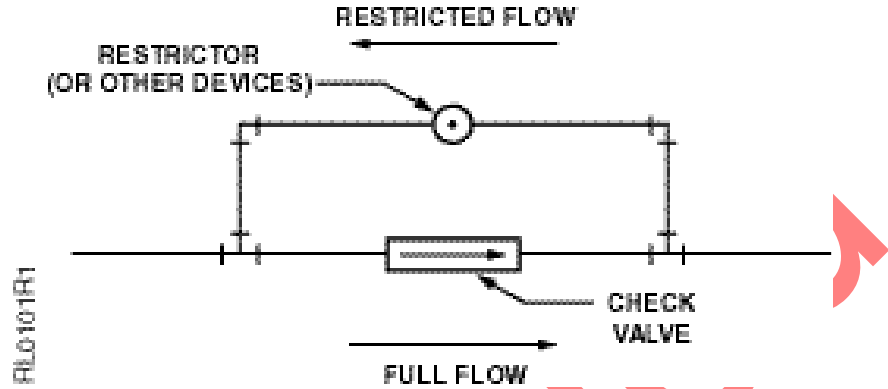 RESTRICTED FLOW
RESTRICTOR
(OR OTHER DEVICES)
CHECK
VALVE
FULL FLOW
RL0101R1